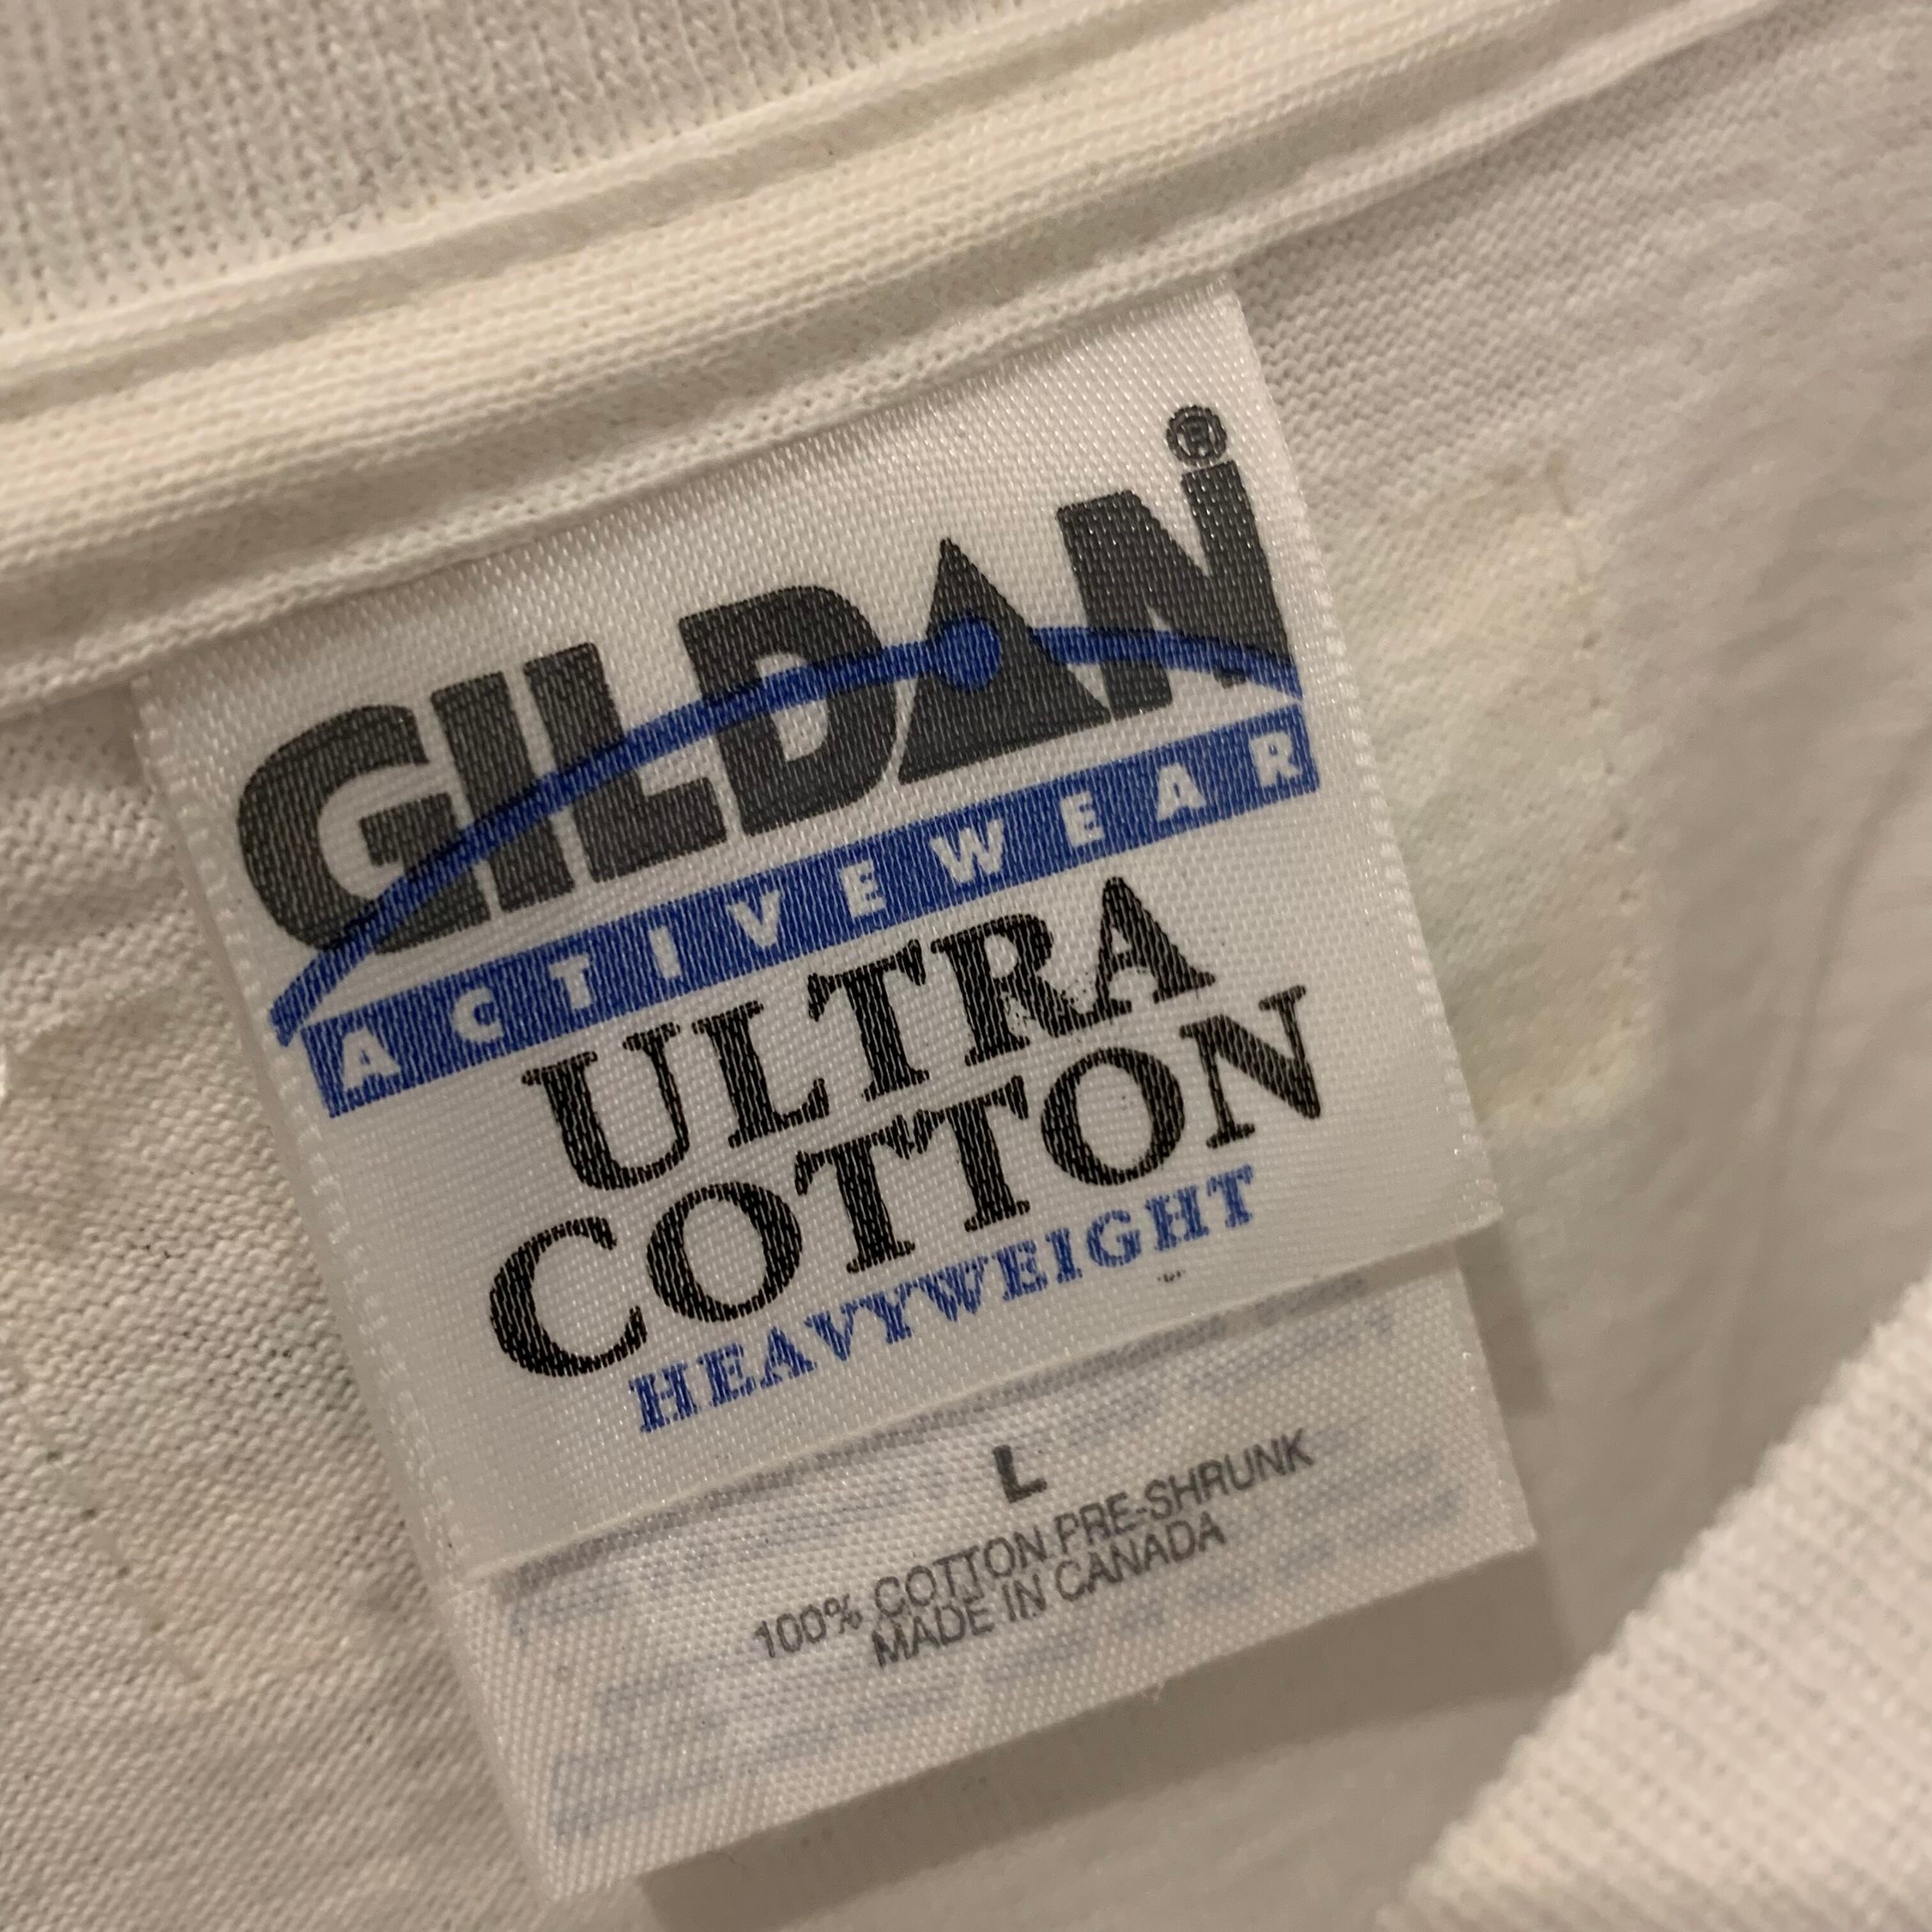 GILDAN®
ACTIVEWEAR
ULTRA
COTTON
HEAVYWEIGHT
L
100% COTTON PRE-SHRUNK
MADE IN CANADA